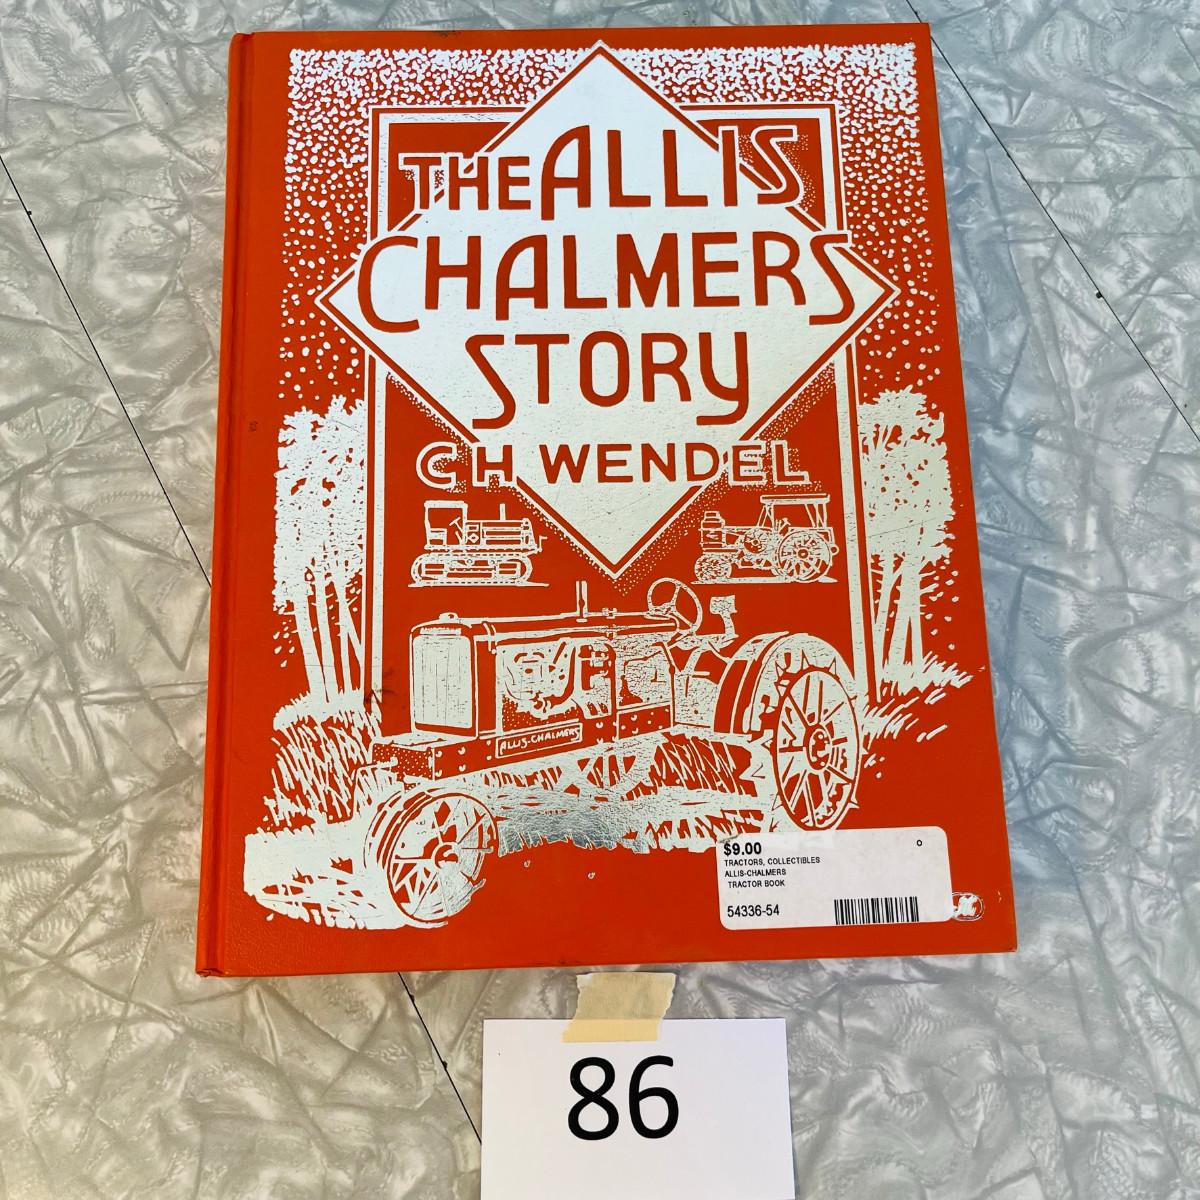 THE ALLIS
CHALMERS
STORY
C H WENDEL
ALLIS-CHALMERS
$9.00
TRACTORS, COLLECTIBLES
ALLIS-CHALMERS
TRACTOR BOOK
54336-54
86